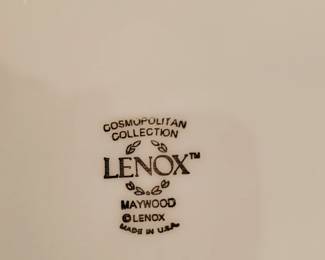 COSMOPOLITAN
COLLECTION
LENOX™
MAYWOOD
©LENOX
MADE IN U.S.A.